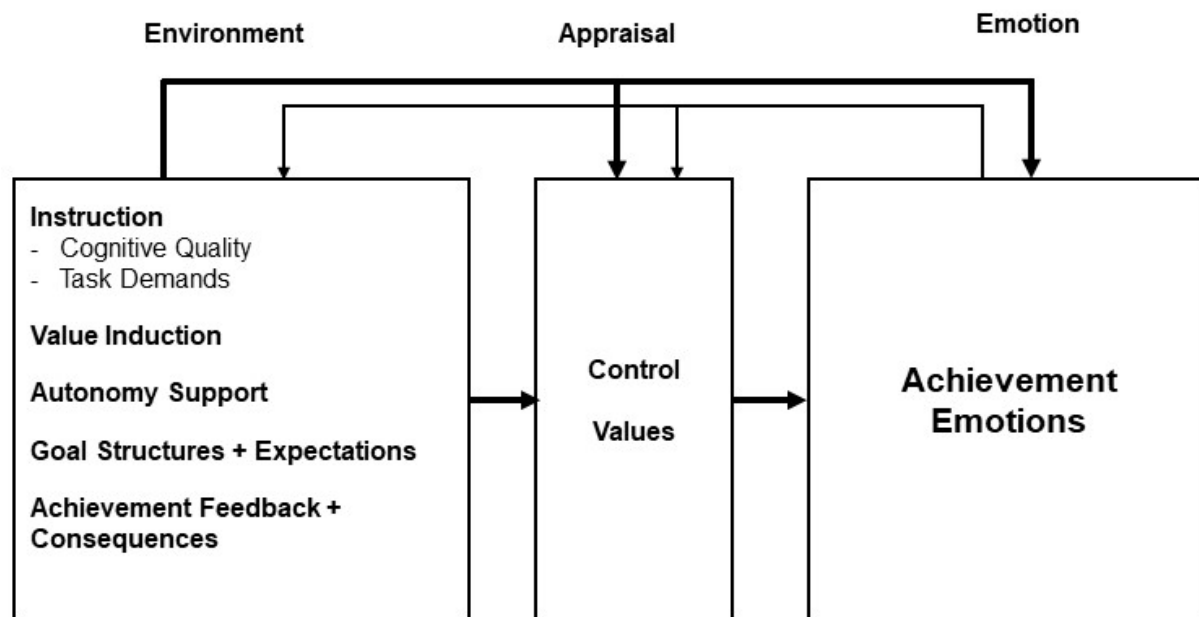 Environment
Appraisal
Emotion
Instruction
- Cognitive Quality
- Task Demands
Value Induction
Autonomy Support
Goal Structures + Expectations
Achievement Feedback +
Consequences
Control
Values
Achievement
Emotions